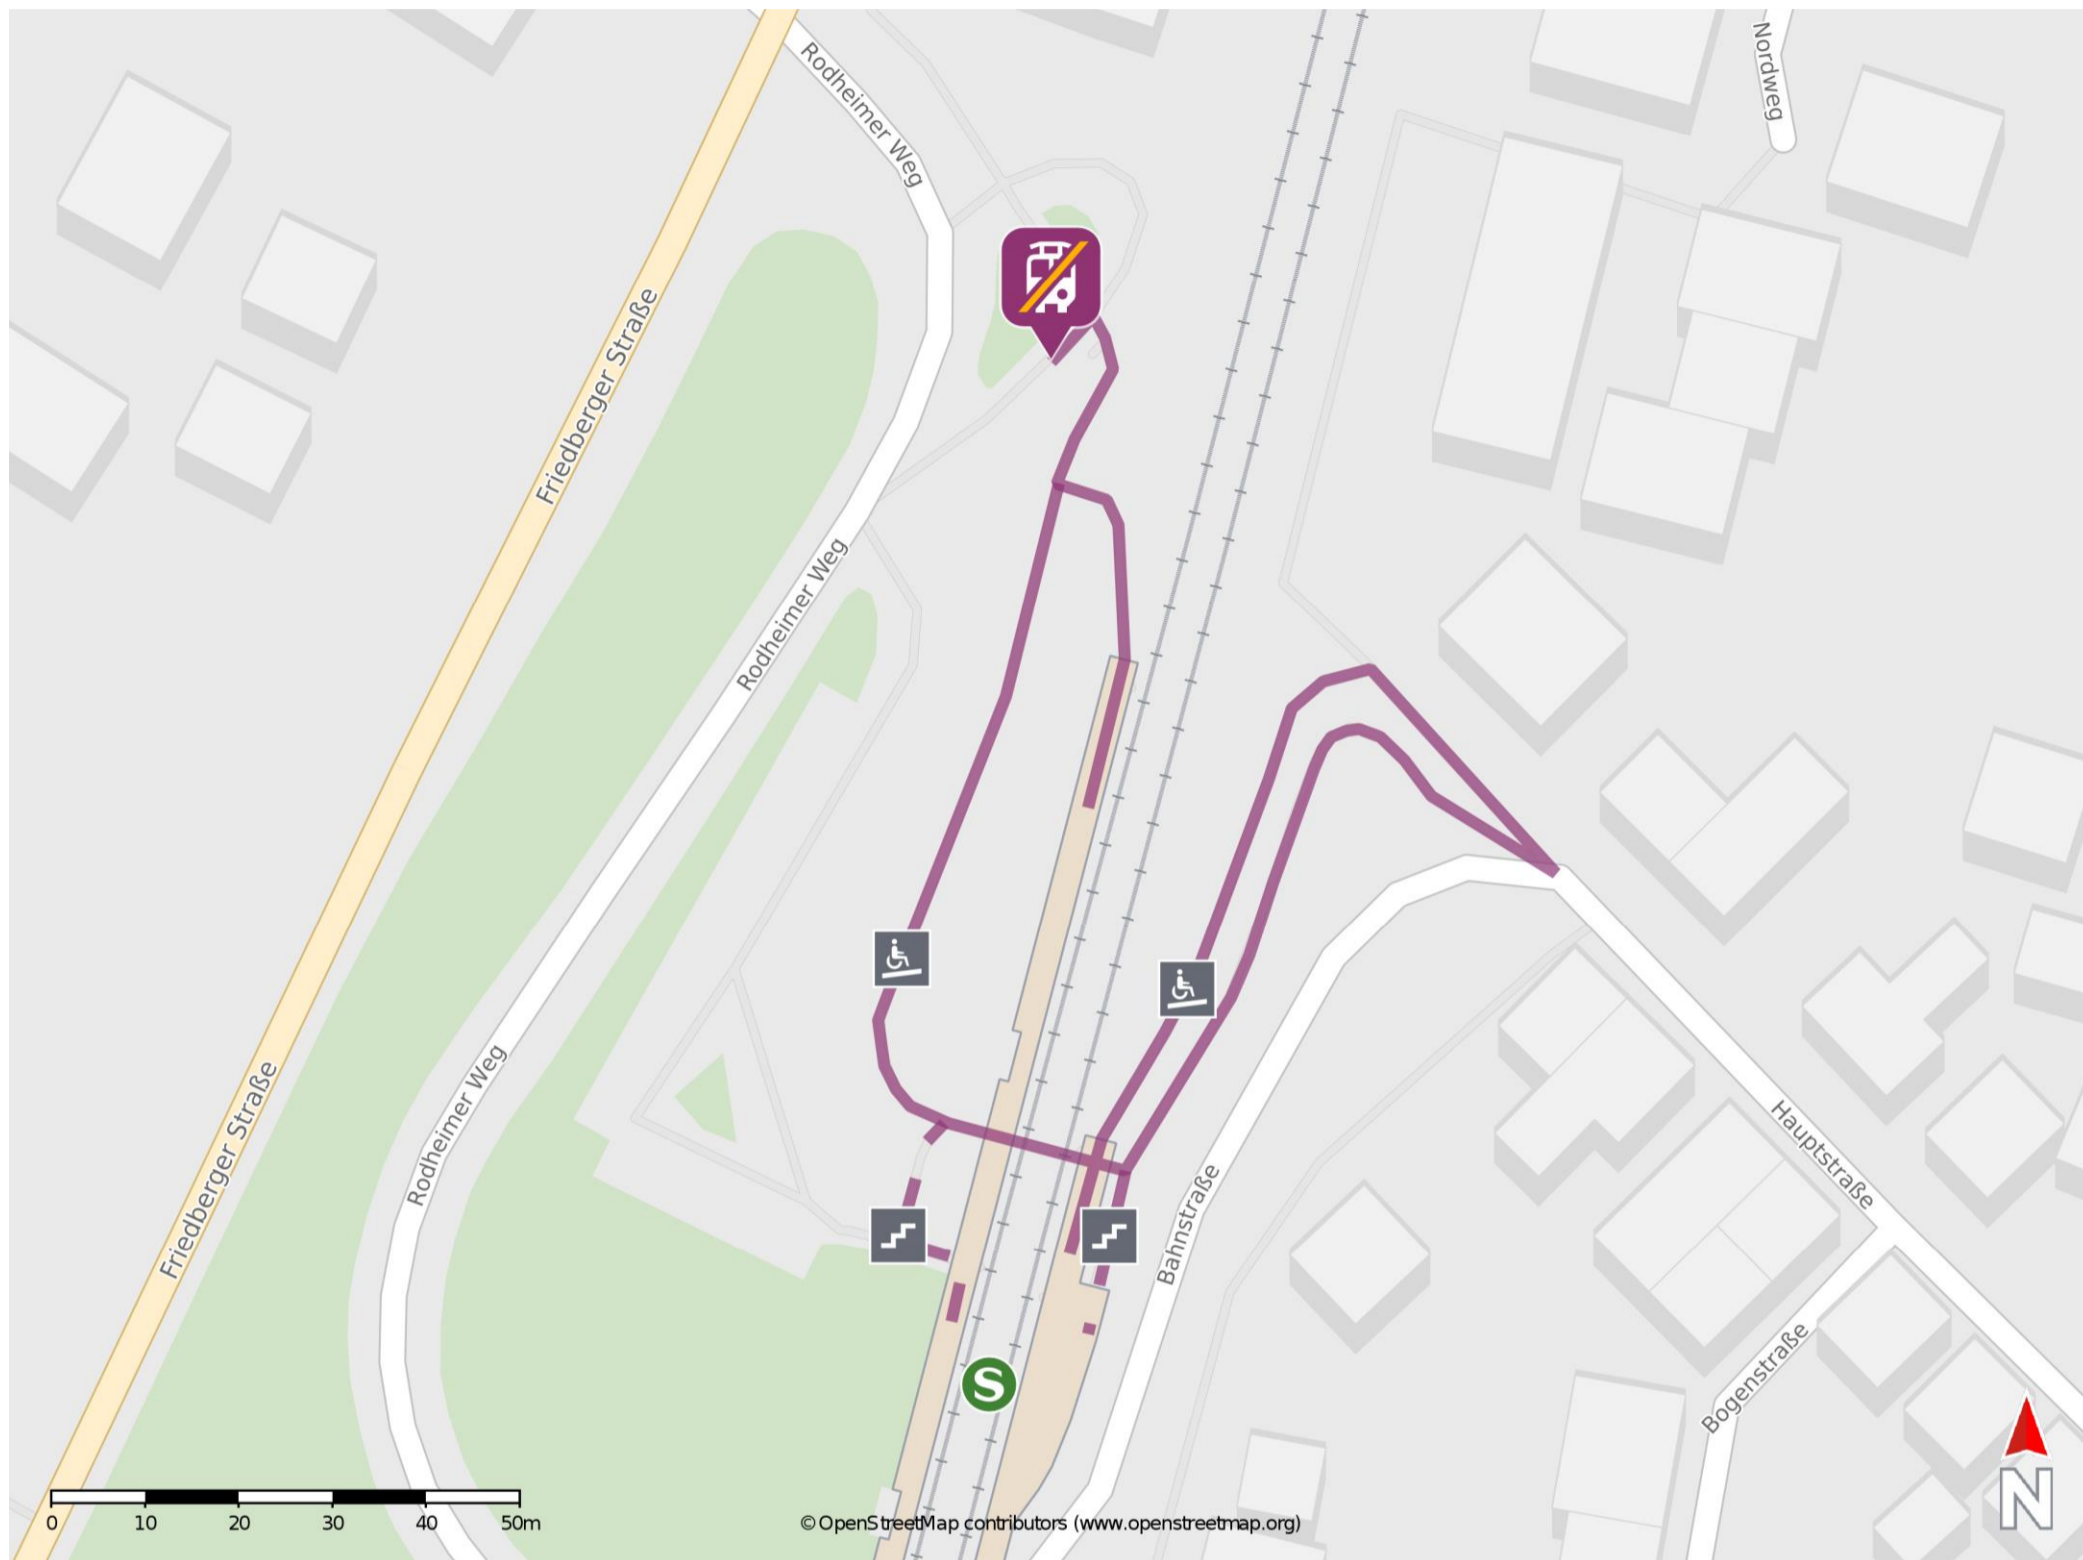 Nordweg
Rodheimer Weg
Friedberger Straße
Rodheimer Weg
Rodheimer Weg
Friedberger Straße
Hauptstraße
Bahnstraße
Bogenstraße
S
N
0 10 20 30 40 50m
© OpenStreetMap contributors (www.openstreetmap.org)